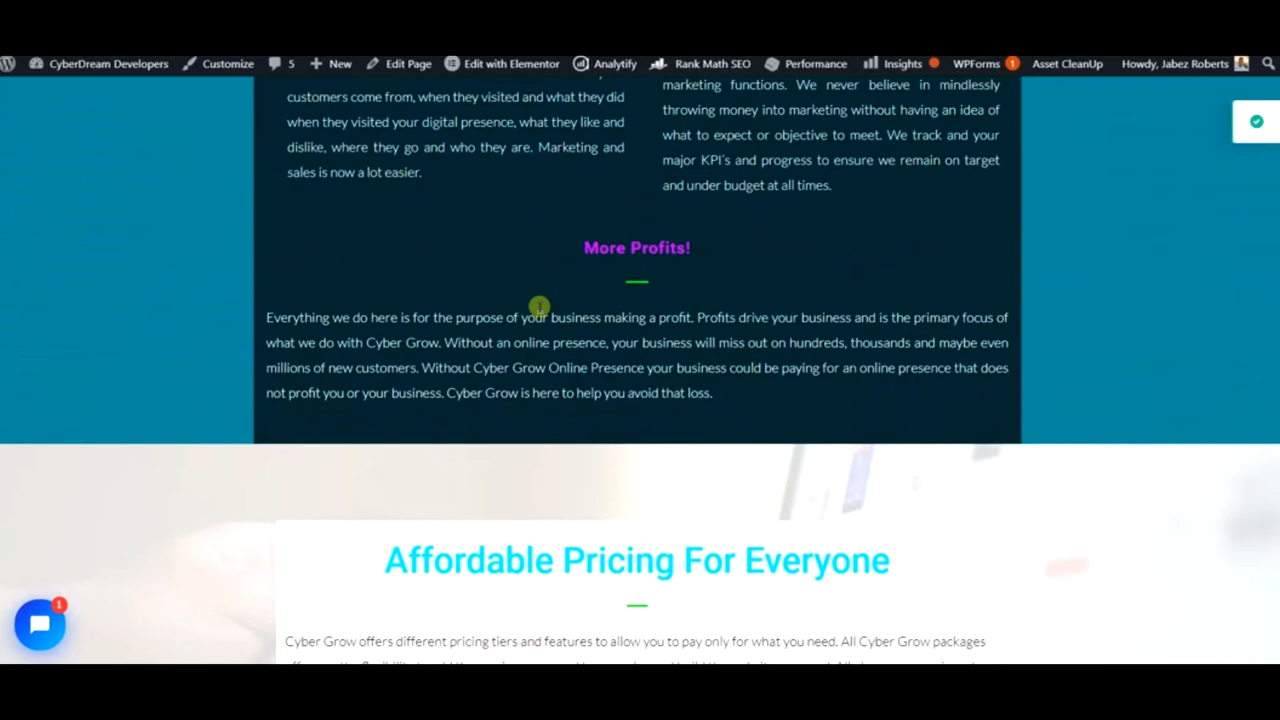 CyberDream Developers Customize 5 New Edit Page Edit with Elementor Analytify Rank Math SEO Performance Insights WPForms 1 Asset CleanUp Howdy, Jabez Roberts
customers come from, when they visited and what they did
when they visited your digital presence, what they like and
dislike, where they go and who they are. Marketing and
sales is now a lot easier.
marketing functions. We never believe in mindlessly
throwing money into marketing without having an idea of
what to expect or objective to meet. We track and your
major KPI's and progress to ensure we remain on target
and under budget at all times.
More Profits!
Everything we do here is for the purpose of your business making a profit. Profits drive your business and is the primary focus of
what we do with Cyber Grow. Without an online presence, your business will miss out on hundreds, thousands and maybe even
millions of new customers. Without Cyber Grow Online Presence your business could be paying for an online presence that does
not profit you or your business. Cyber Grow is here to help you avoid that loss.
Affordable Pricing For Everyone
1
Cyber Grow offers different pricing tiers and features to allow you to pay only for what you need. All Cyber Grow packages